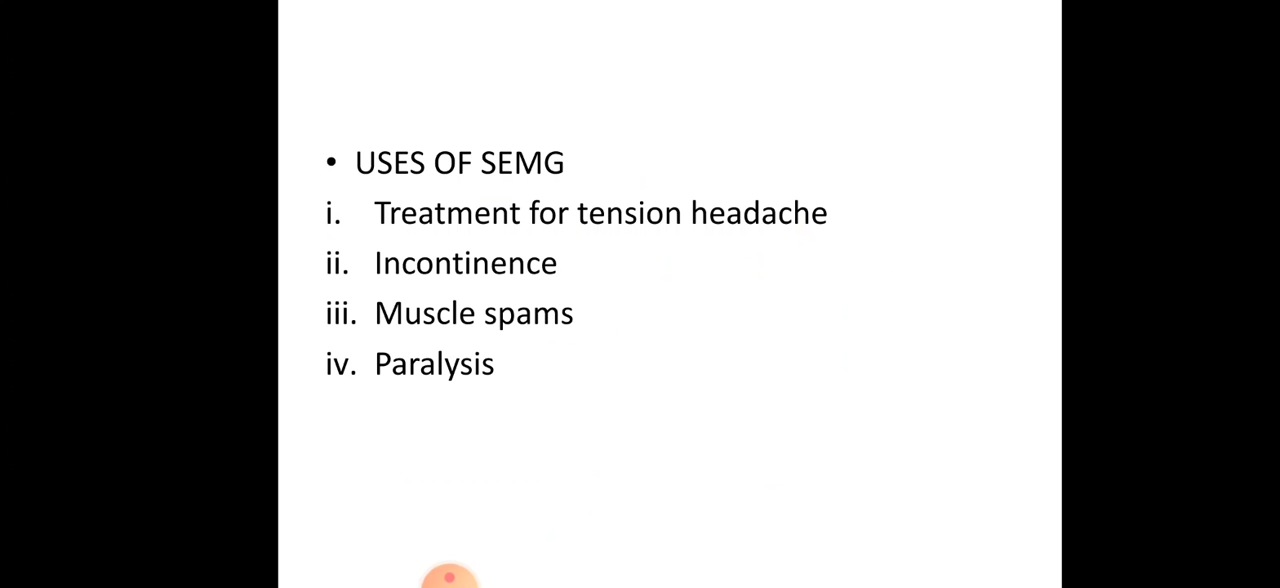 • USES OF SEMG
i. Treatment for tension headache
ii. Incontinence
iii. Muscle spams
iv. Paralysis